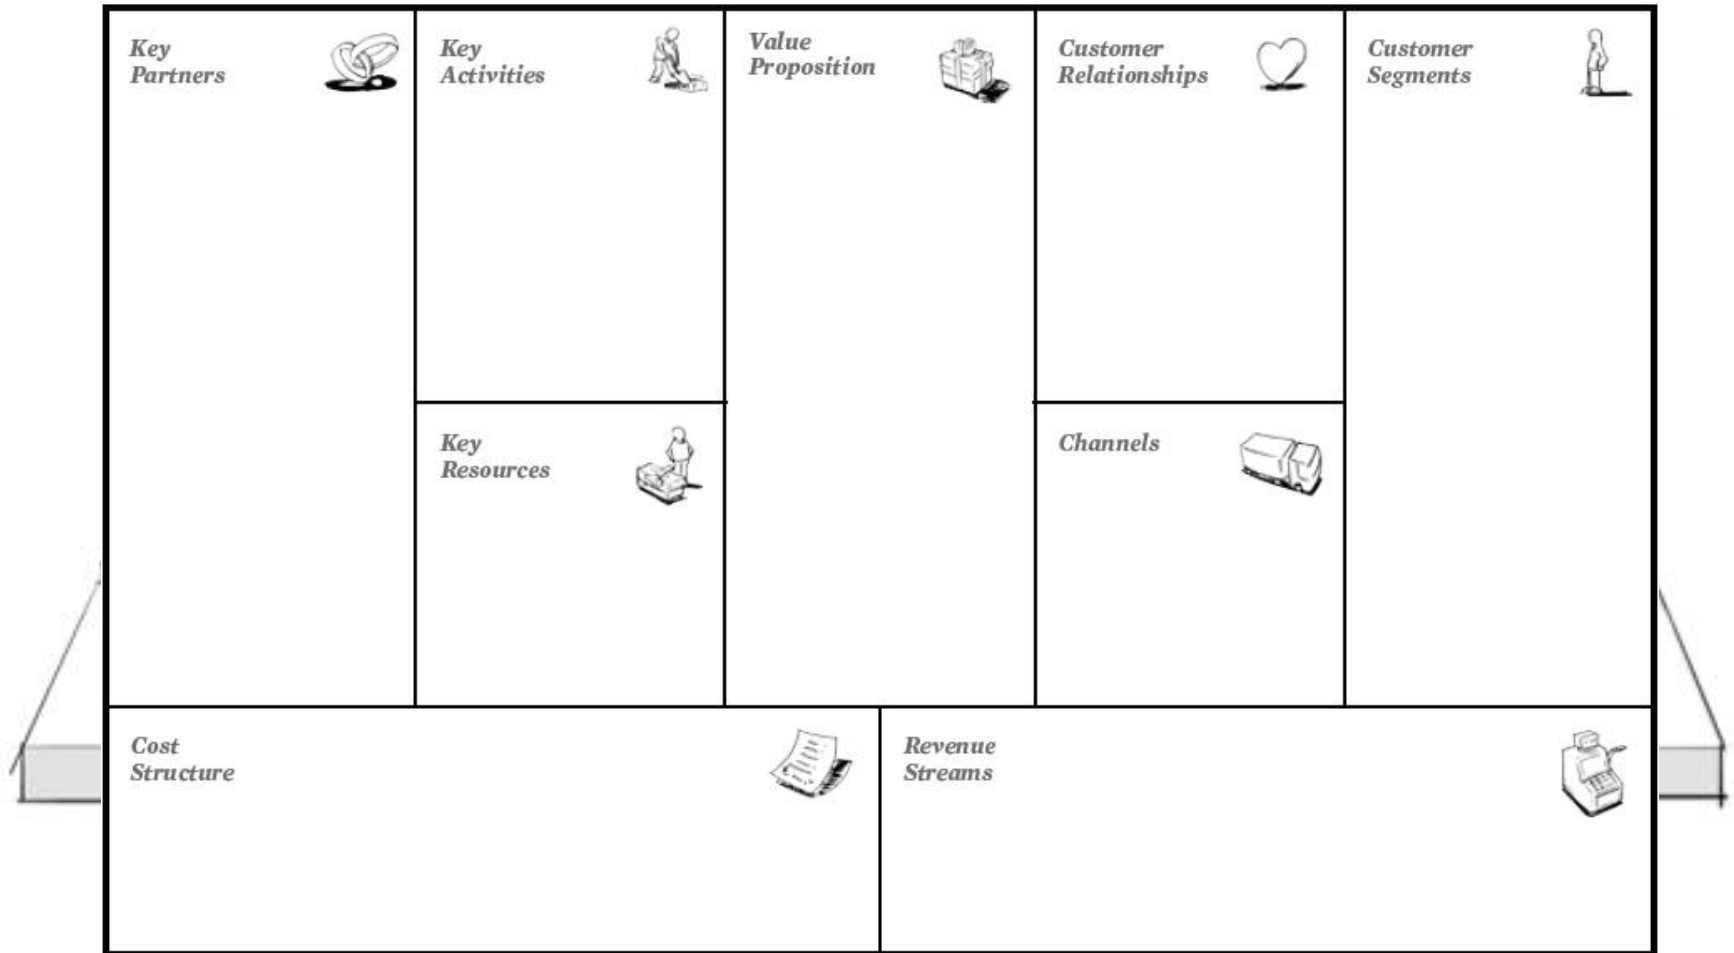 Key
Partners
Key
Activities
Value
Proposition
Customer
Relationships
Customer
Segments
Key
Resources
Channels
Cost
Structure
Revenue
Streams